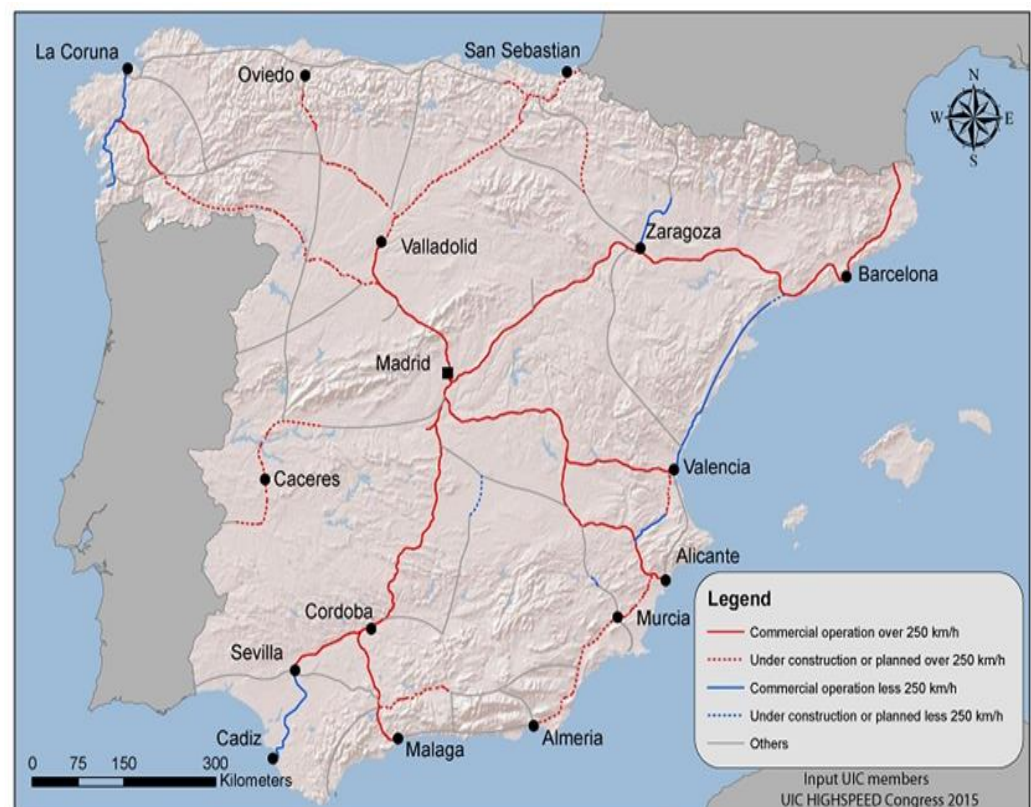 La Coruna
San Sebastian
Oviedo
N
W E
S
Zaragoza
Valladolid
Barcelona
Madrid
Valencia
Caceres
Alicante
Legend
Commercial operation over 250 km/h
Under construction or planned over 250 km/h
Commercial operation less 250 km/h
Under construction or planned less 250 km/h
Others
Murcia
Cordoba
Sevilla
Cadiz
Malaga
Almeria
0 75 150 300
Kilometers
Input UIC members
UIC HIGHSPEED Congress 2015